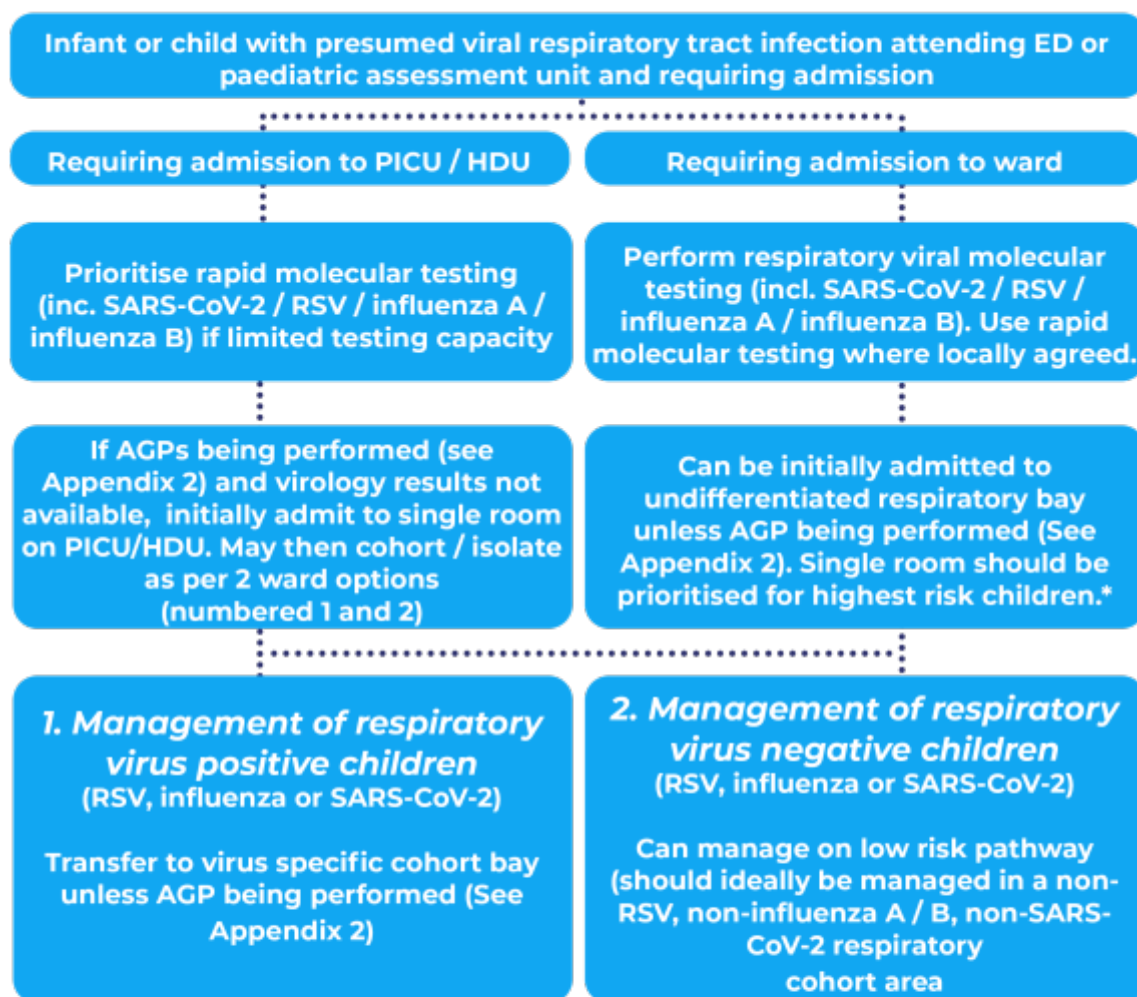 Infant or child with presumed viral respiratory tract infection attending ED or
paediatric assessment unit and requiring admission
Requiring admission to PICU / HDU
Requiring admission to ward
Prioritise rapid molecular testing
(inc. SARS-CoV-2 / RSV / influenza A /
influenza B) if limited testing capacity
Perform respiratory viral molecular
testing (incl. SARS-CoV-2 / RSV /
influenza A / influenza B). Use rapid
molecular testing where locally agreed.
If AGPs being performed (see
Appendix 2) and virology results not
available, initially admit to single room
on PICU/HDU. May then cohort / isolate
as per 2 ward options
(numbered 1 and 2)
Can be initially admitted to
undifferentiated respiratory bay
unless AGP being performed (See
Appendix 2). Single room should be
prioritised for highest risk children.*
1. Management of respiratory
virus positive children
(RSV, influenza or SARS-CoV-2)
Transfer to virus specific cohort bay
unless AGP being performed (See
Appendix 2)
2. Management of respiratory
virus negative children
(RSV, influenza or SARS-CoV-2)
Can manage on low risk pathway
(should ideally be managed in a non-
RSV, non-influenza A / B, non-SARS-
CoV-2 respiratory
cohort area